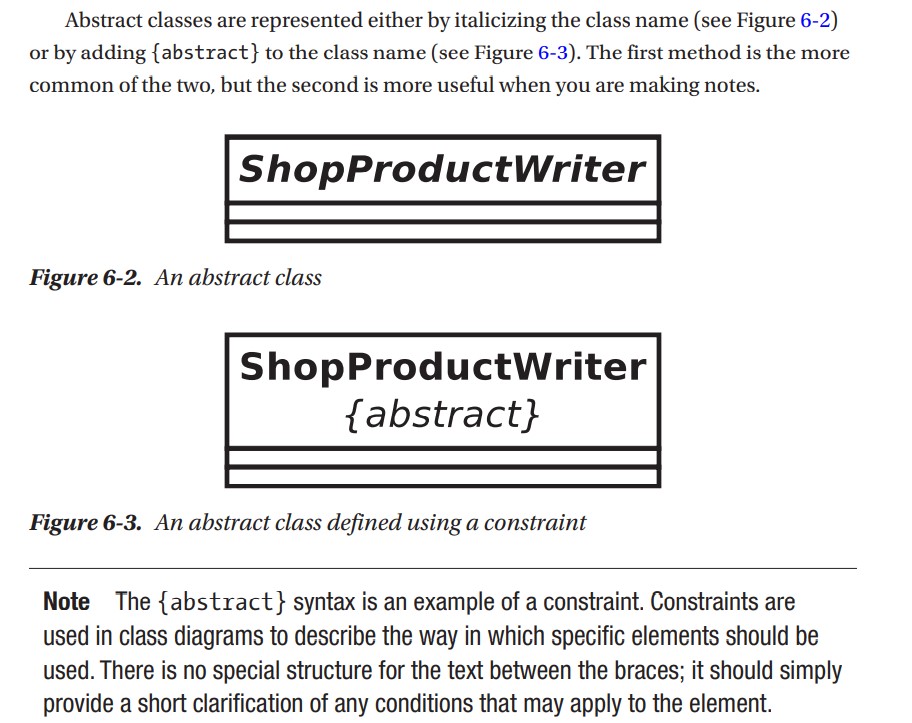 Abstract classes are represented either by italicizing the class name (see Figure 6-2)
or by adding {abstract} to the class name (see Figure 6-3). The first method is the more
common of the two, but the second is more useful when you are making notes.
ShopProductWriter
Figure 6-2. An abstract class
ShopProductWriter
{abstract}
Figure 6-3. An abstract class defined using a constraint
Note The {abstract} syntax is an example of a constraint. Constraints are
used in class diagrams to describe the way in which specific elements should be
used. There is no special structure for the text between the braces; it should simply
provide a short clarification of any conditions that may apply to the element.